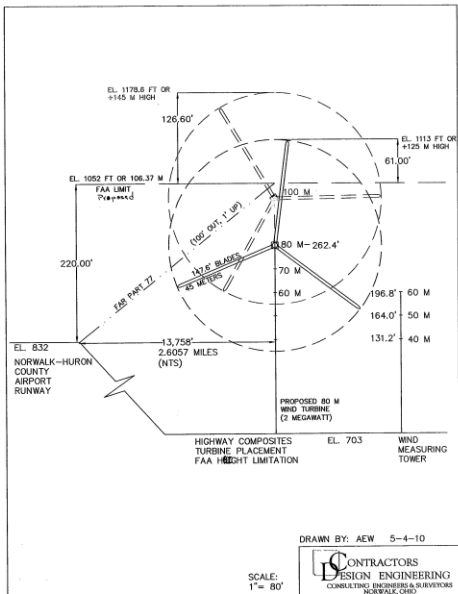 EL. 1178.6 FT OR
+145 M HIGH
126.60'
EL. 1113 FT OR
+125 M HIGH
61.00'
EL. 1052 FT OR 106.37 M
FAA LIMIT
Proposed
100 M
(100' OUT, 1' UP)
FAR PART 77
220.00'
80 M-262.4'
147.6' BLADES
45 METERS
70 M
60 M
196.8' 60 M
164.0' 50 M
131.2' 40 M
13,758'
2.6057 MILES
(NTS)
EL. 832
NORWALK-HURON
COUNTY
AIRPORT
RUNWAY
PROPOSED 80 M
WIND TURBINE
(2 MEGAWATT)
HIGHWAY COMPOSITES
TURBINE PLACEMENT
FAA HEIGHT LIMITATION
EL. 703
WIND
MEASURING
TOWER
DRAWN BY: AEW 5-4-10
SCALE:
1"= 80'
CONTRACTORS
DESIGN ENGINEERING
CONSULTING ENGINEERS & SURVEYORS
NORWALK, OHIO